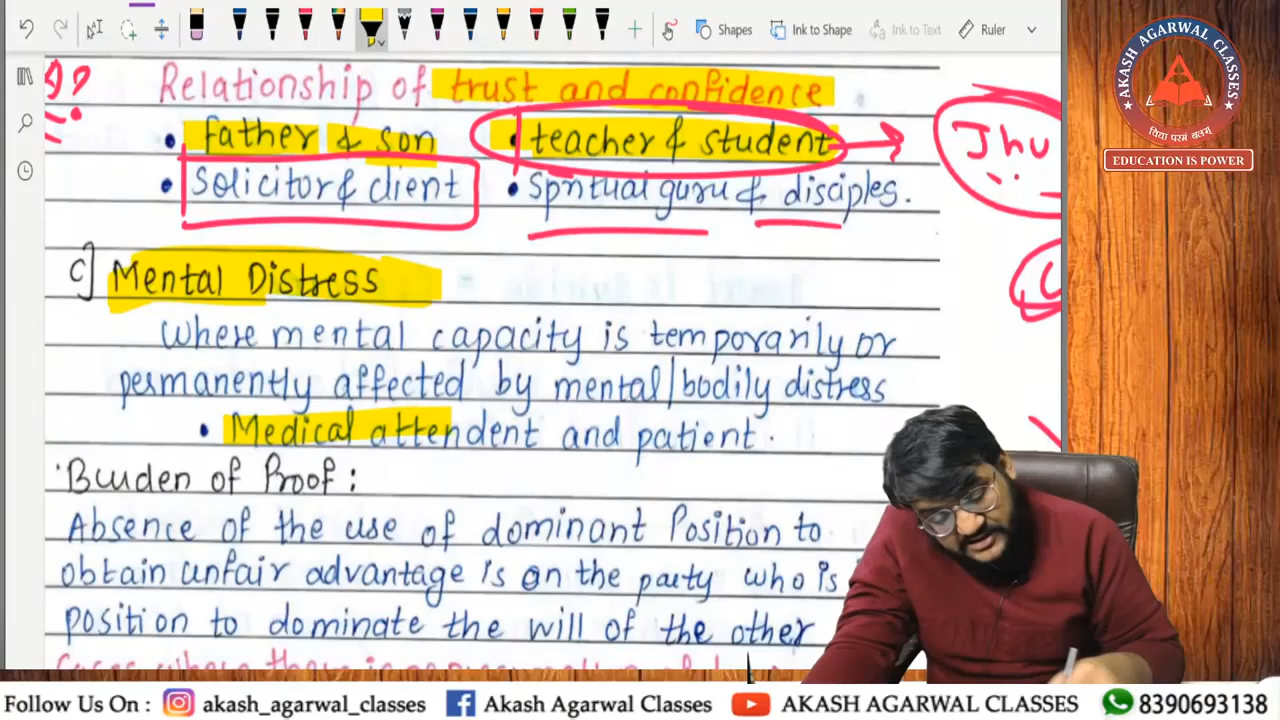 Shapes
Ink to Shape
Ink to Text
Ruler
Relationship of trust and confidence
• father & son • teacher & student
Jhu
• Solicitor & client • Spritual guru & disciples.
C] Mental Distress
Where mental capacity is temporarily or
permanently affected by mental/bodily distress
• Medical attendent and patient.
Burden of Proof:
Absence of the use of dominant Position to
obtain unfair advantage is on the party who is
position to dominate the will of the other
AKASH AGARWAL CLASSES
विद्या परमं बलम्
EDUCATION IS POWER
Follow Us On : akash_agarwal_classes Akash Agarwal Classes AKASH AGARWAL CLASSES 8390693138